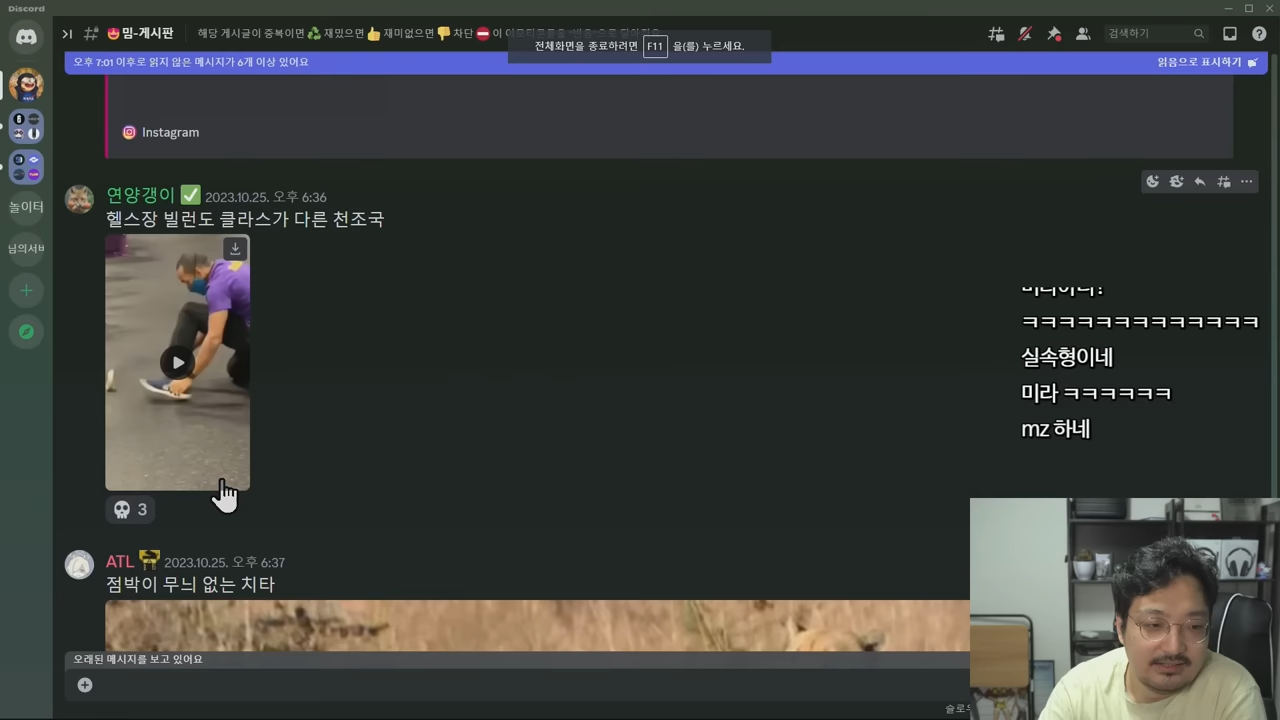 Discord
밈-게시판
해당 게시글이 중복이면 ♻️ 재밌으면 👍 재미없으면 👎 차단 ⛔ 이
검색하기
전체화면을 종료하려면 F11 을(를) 누르세요.
오후 7:01 이후로 읽지 않은 메시지가 6개 이상 있어요
읽음으로 표시하기
Instagram
연양갱이 ✅ 2023.10.25. 오후 6:36
헬스장 빌런도 클라스가 다른 천조국
놀이터
님의서버
ㅋㅋㅋㅋㅋㅋㅋㅋㅋㅋㅋㅋㅋ
실속형이네
미라 ㅋㅋㅋㅋㅋㅋ
mz 하네
3
ATL 2023.10.25. 오후 6:37
점박이 무늬 없는 치타
오래된 메시지를 보고 있어요